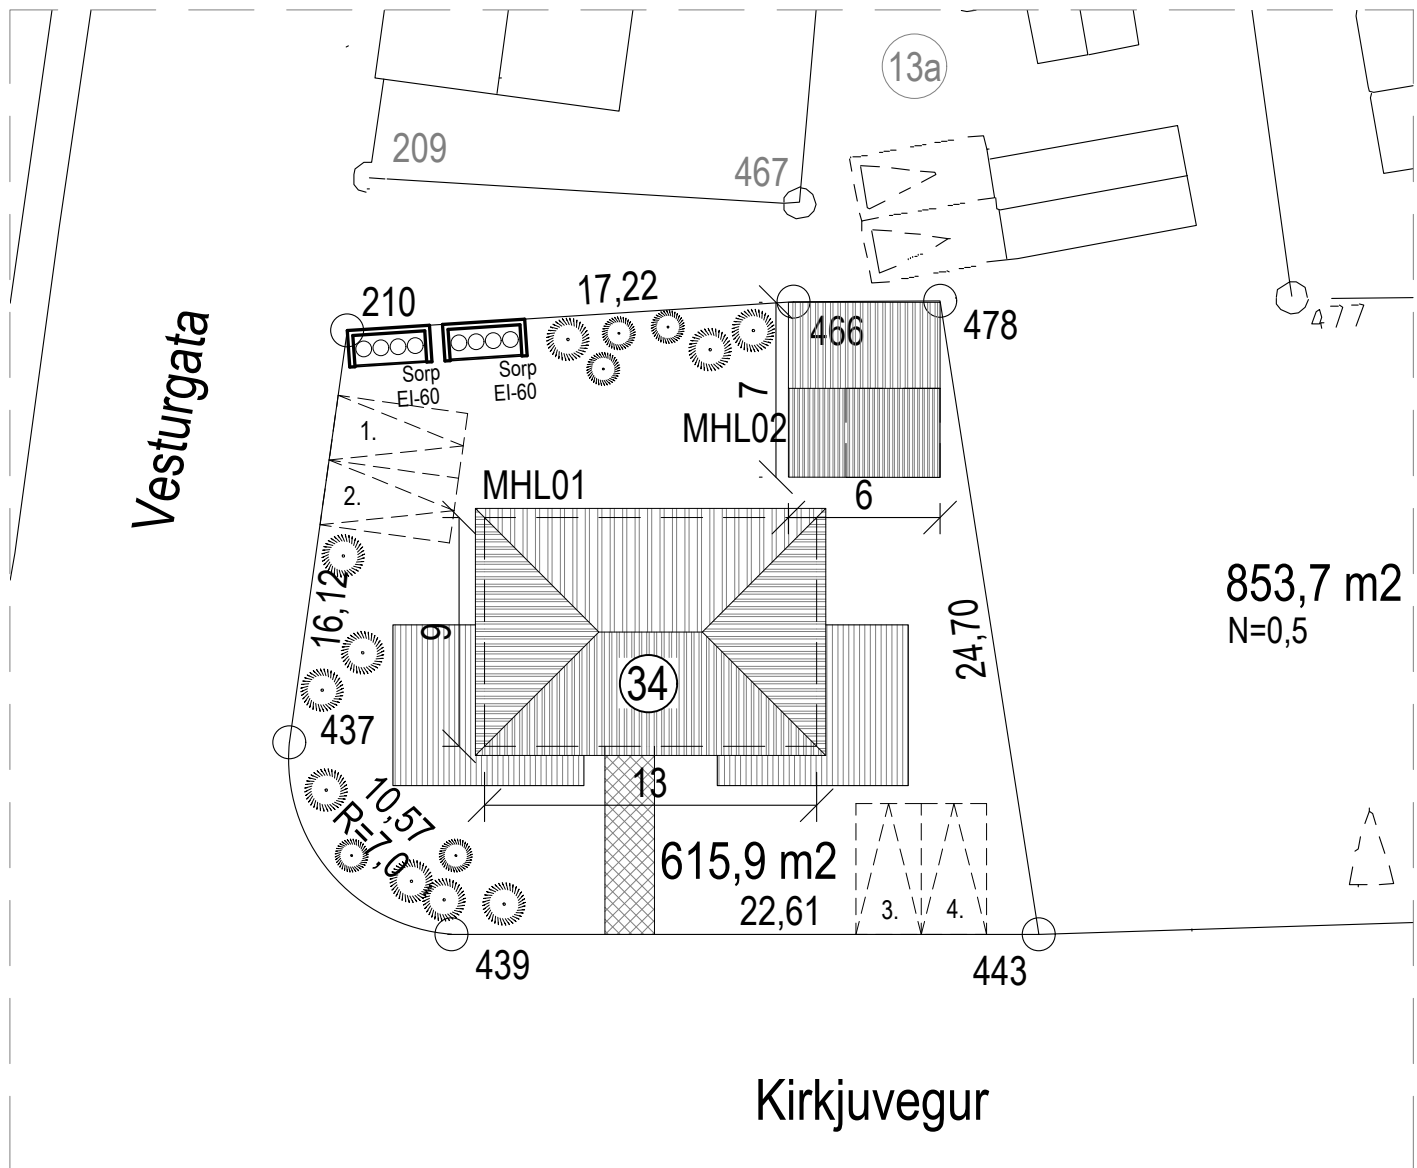 13a
209
467
17,22
210
466
478
477
Sorp
EI-60
Sorp
EI-60
Vesturgata
7
1.
MHL02
MHL01
2.
6
853,7 m2
N=0,5
16,12
9
24,70
34
437
13
10,57
R=7,0
615,9 m2
22,61
3.
4.
439
443
Kirkjuvegur